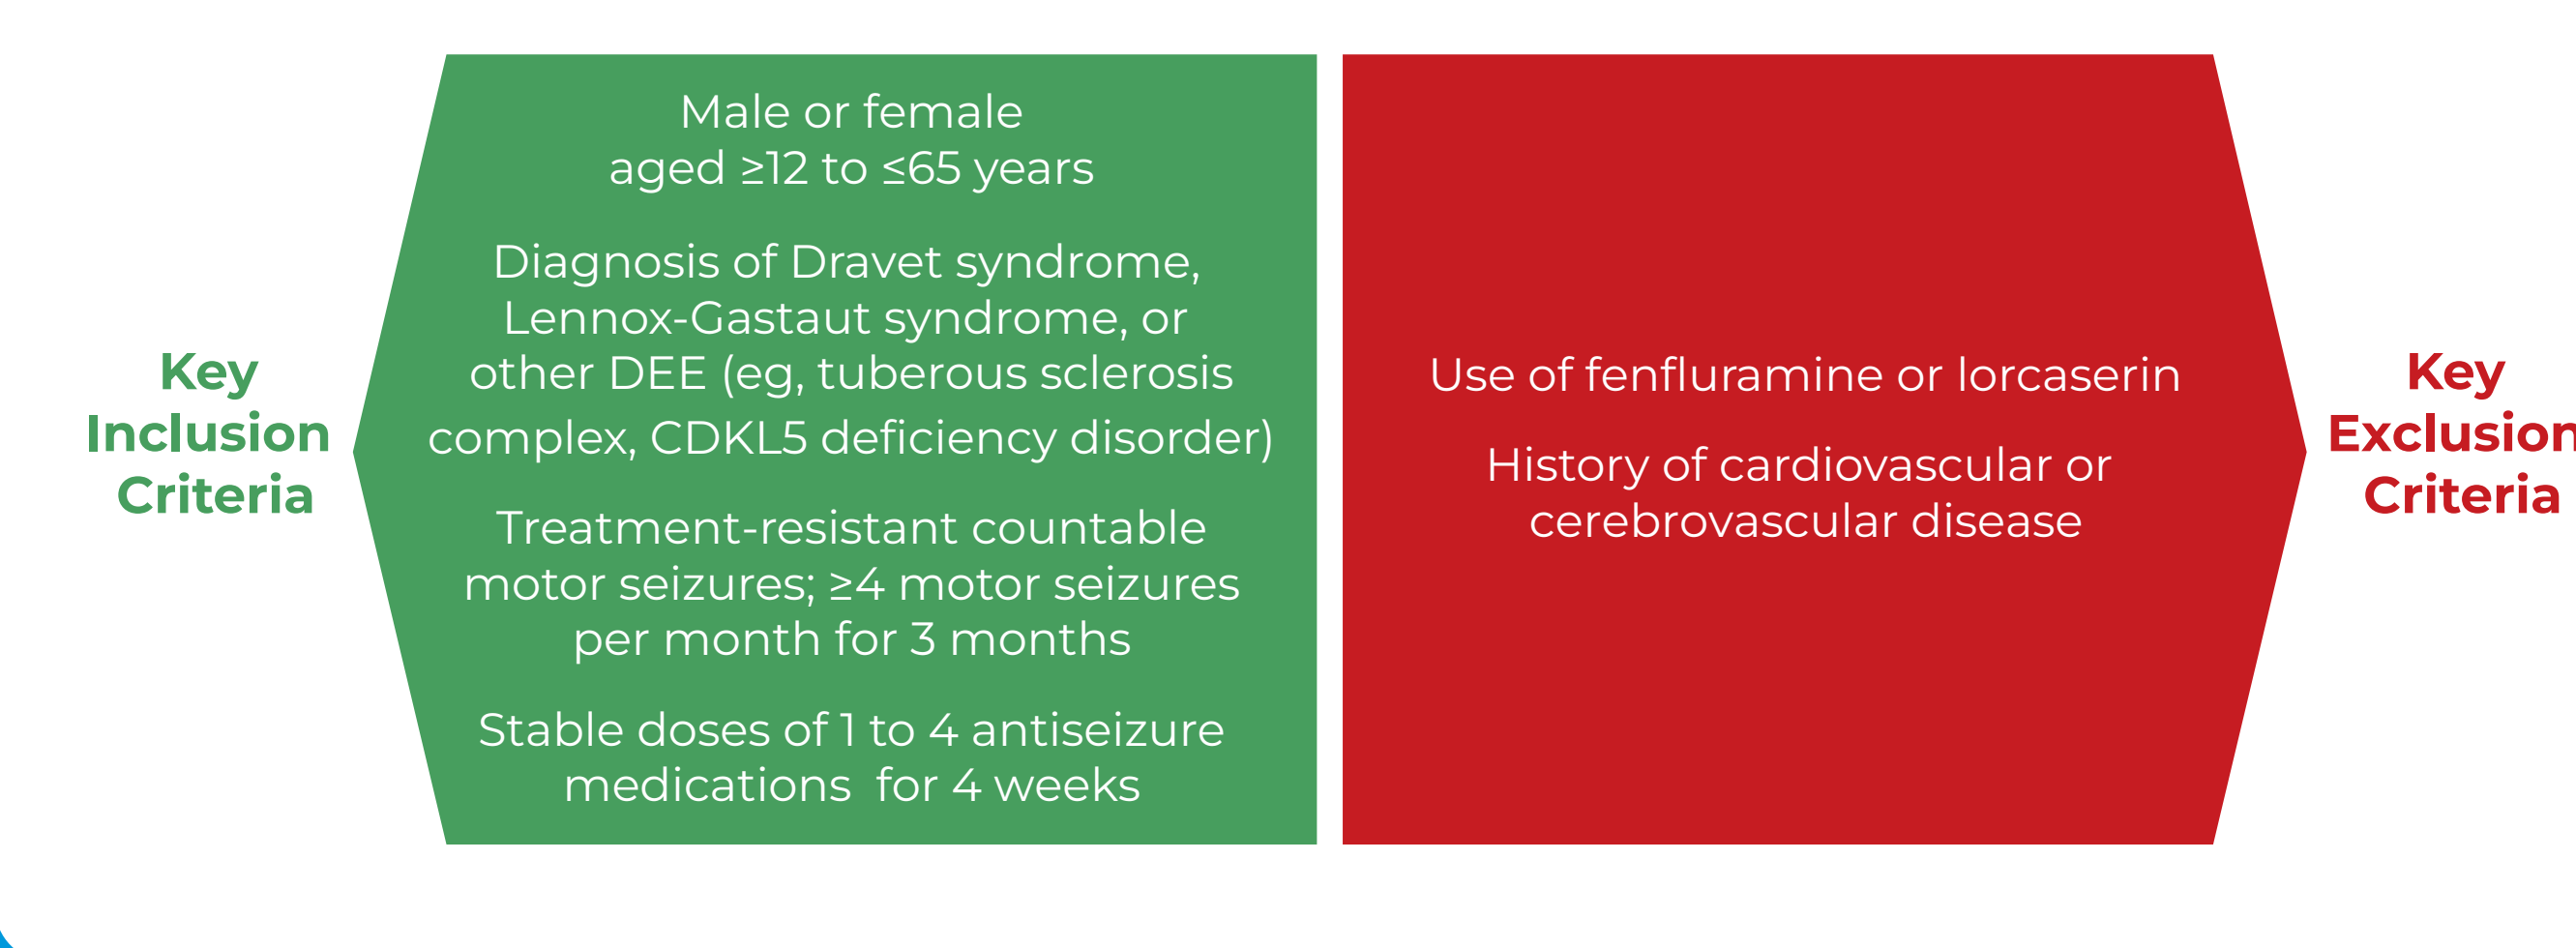 Key
Inclusion
Criteria
Male or female
aged ≥12 to ≤65 years
Diagnosis of Dravet syndrome,
Lennox-Gastaut syndrome, or
other DEE (eg, tuberous sclerosis
complex, CDKL5 deficiency disorder)
Treatment-resistant countable
motor seizures; ≥4 motor seizures
per month for 3 months
Stable doses of 1 to 4 antiseizure
medications  for 4 weeks
Use of fenfluramine or lorcaserin
History of cardiovascular or
cerebrovascular disease
Key
Exclusion
Criteria